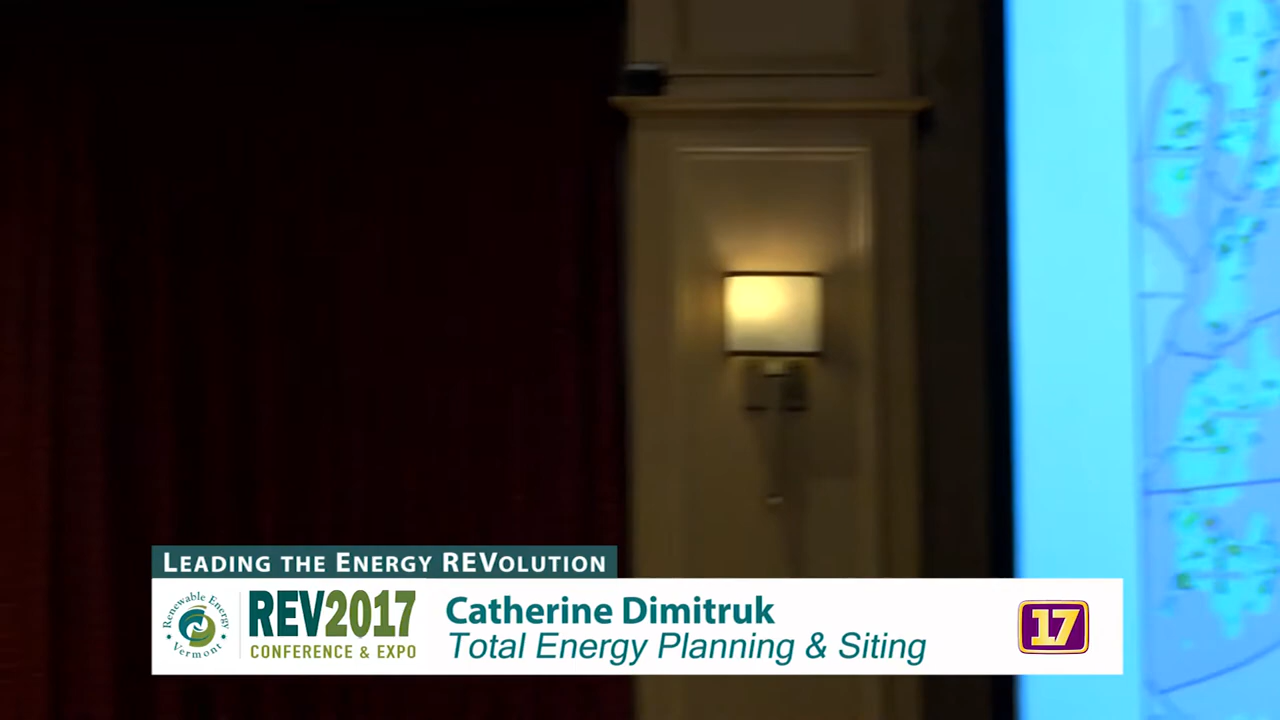 LEADING THE ENERGY REVOLUTION
Renewable Energy
Vermont
REV2017
CONFERENCE & EXPO
Catherine Dimitruk
Total Energy Planning & Siting
17